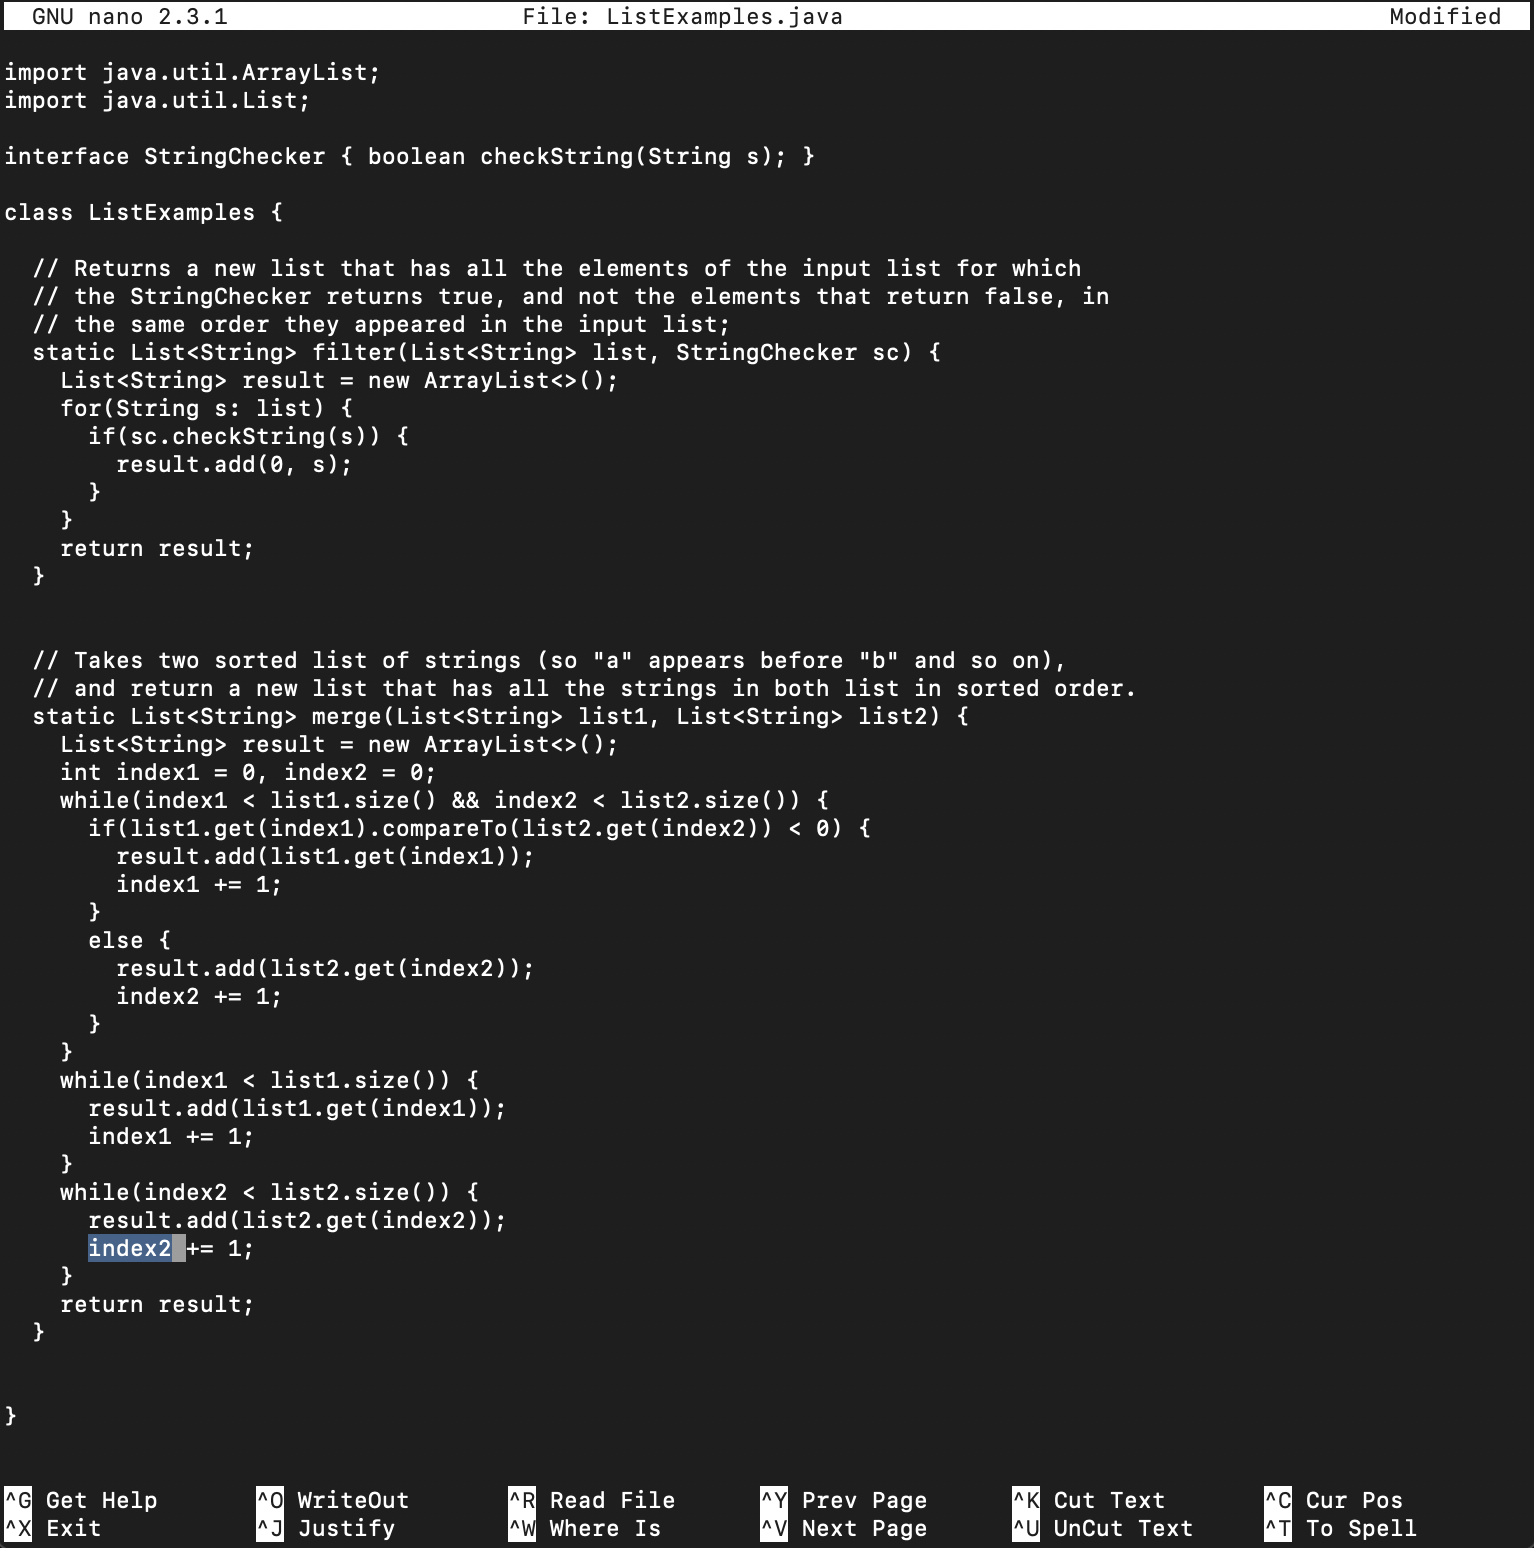 GNU nano 2.3.1 File: ListExamples.java Modified
import java.util.ArrayList;
import java.util.List;
interface StringChecker { boolean checkString(String s); }
class ListExamples {
  // Returns a new list that has all the elements of the input list for which
  // the StringChecker returns true, and not the elements that return false, in
  // the same order they appeared in the input list;
  static List<String> filter(List<String> list, StringChecker sc) {
    List<String> result = new ArrayList<>();
    for(String s: list) {
      if(sc.checkString(s)) {
        result.add(0, s);
      }
    }
    return result;
  }
  // Takes two sorted list of strings (so "a" appears before "b" and so on),
  // and return a new list that has all the strings in both list in sorted order.
  static List<String> merge(List<String> list1, List<String> list2) {
    List<String> result = new ArrayList<>();
    int index1 = 0, index2 = 0;
    while(index1 < list1.size() && index2 < list2.size()) {
      if(list1.get(index1).compareTo(list2.get(index2)) < 0) {
        result.add(list1.get(index1));
        index1 += 1;
      }
      else {
        result.add(list2.get(index2));
        index2 += 1;
      }
    }
    while(index1 < list1.size()) {
      result.add(list1.get(index1));
      index1 += 1;
    }
    while(index2 < list2.size()) {
      result.add(list2.get(index2));
      index2 += 1;
    }
    return result;
  }
}
^G Get Help ^O WriteOut ^R Read File ^Y Prev Page ^K Cut Text ^C Cur Pos
^X Exit ^J Justify ^W Where Is ^V Next Page ^U UnCut Text ^T To Spell